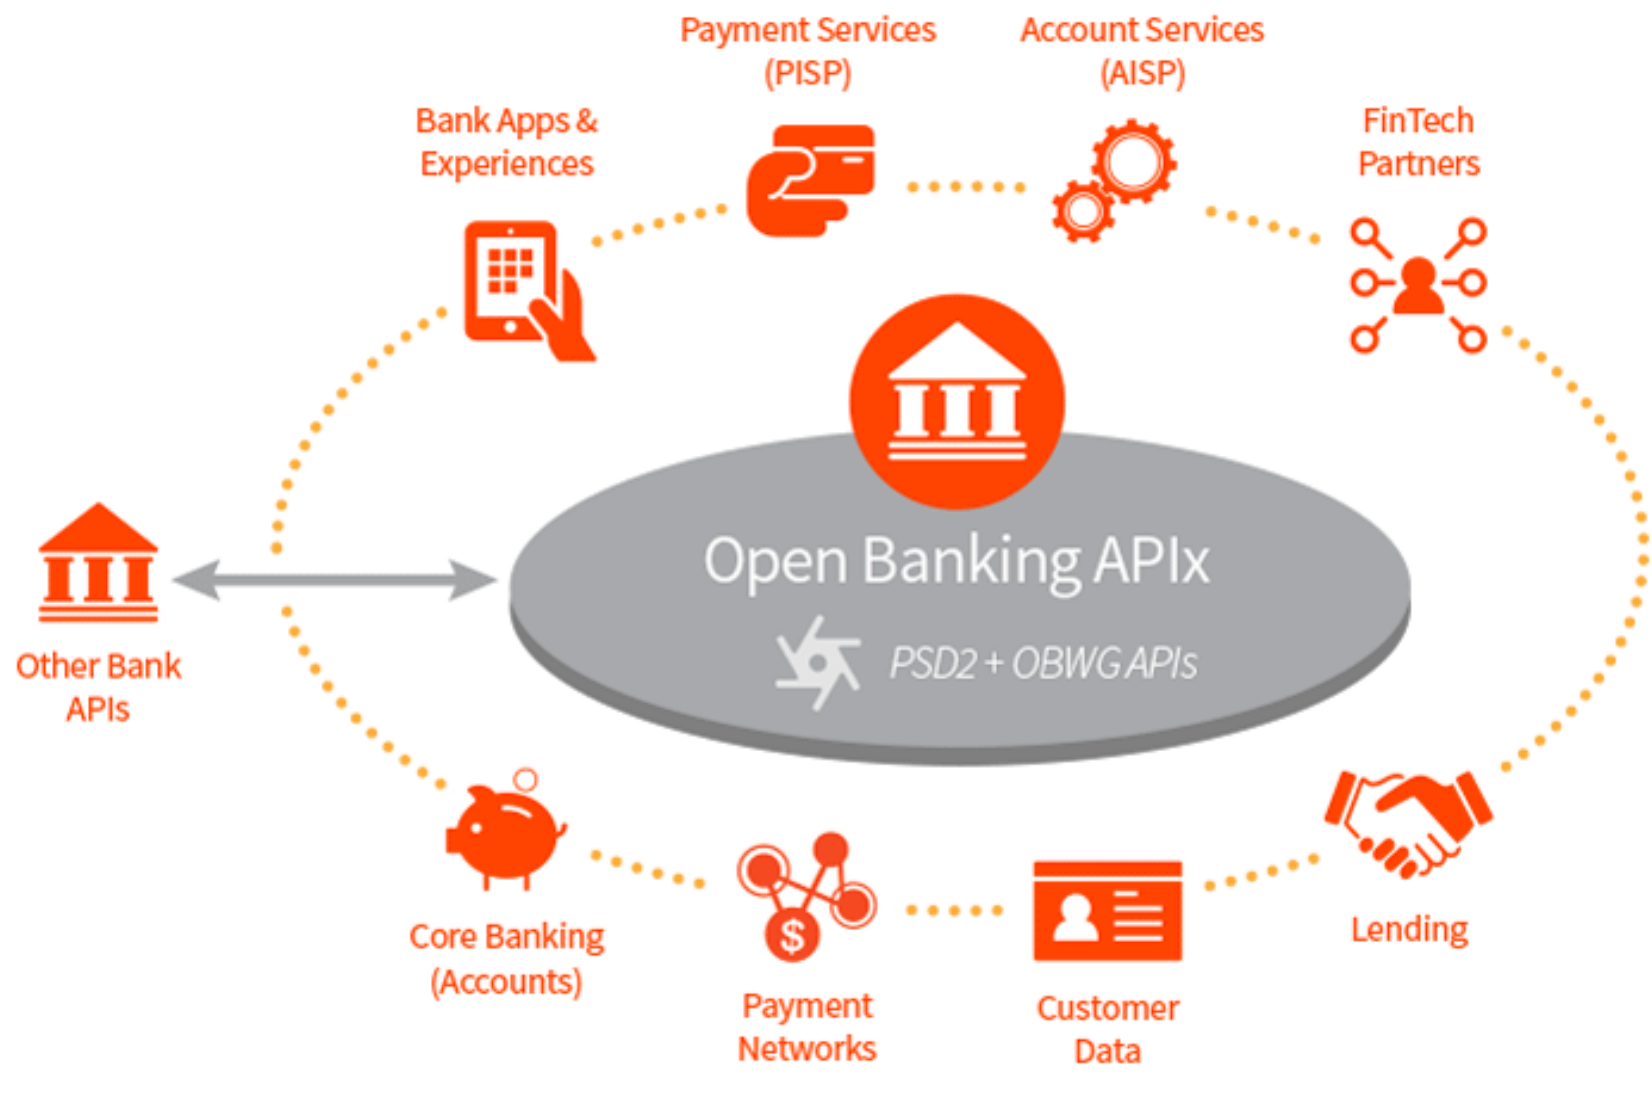 Payment Services
(PISP)
Account Services
(AISP)
Bank Apps &
Experiences
FinTech
Partners
Open Banking APIx
PSD2 + OBWG APIs
Other Bank
APIs
Core Banking
(Accounts)
Payment
Networks
$
Customer
Data
Lending